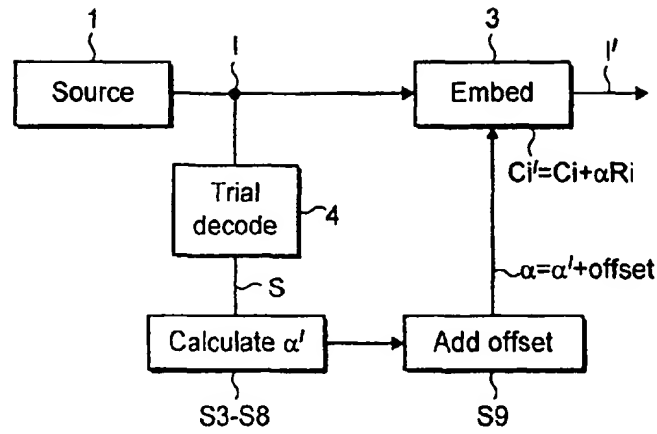 1
I
3
I'
Source
Embed
Ci'=Ci+αRi
Trial
decode
4
α=α'+offset
S
Calculate α'
Add offset
S3-S8
S9